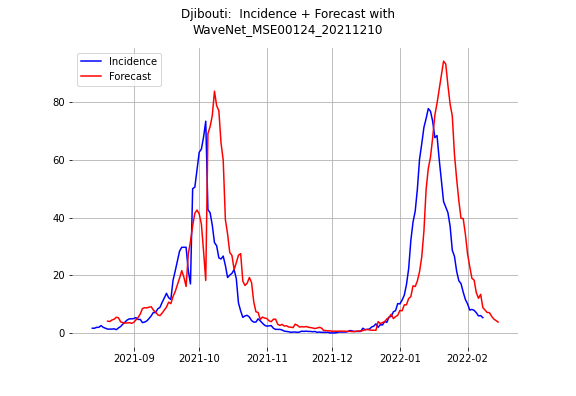 Djibouti:  Incidence + Forecast with
WaveNet_MSE00124_20211210
Incidence
Forecast
80
60
40
20
0
2021-09
2021-10
2021-11
2021-12
2022-01
2022-02